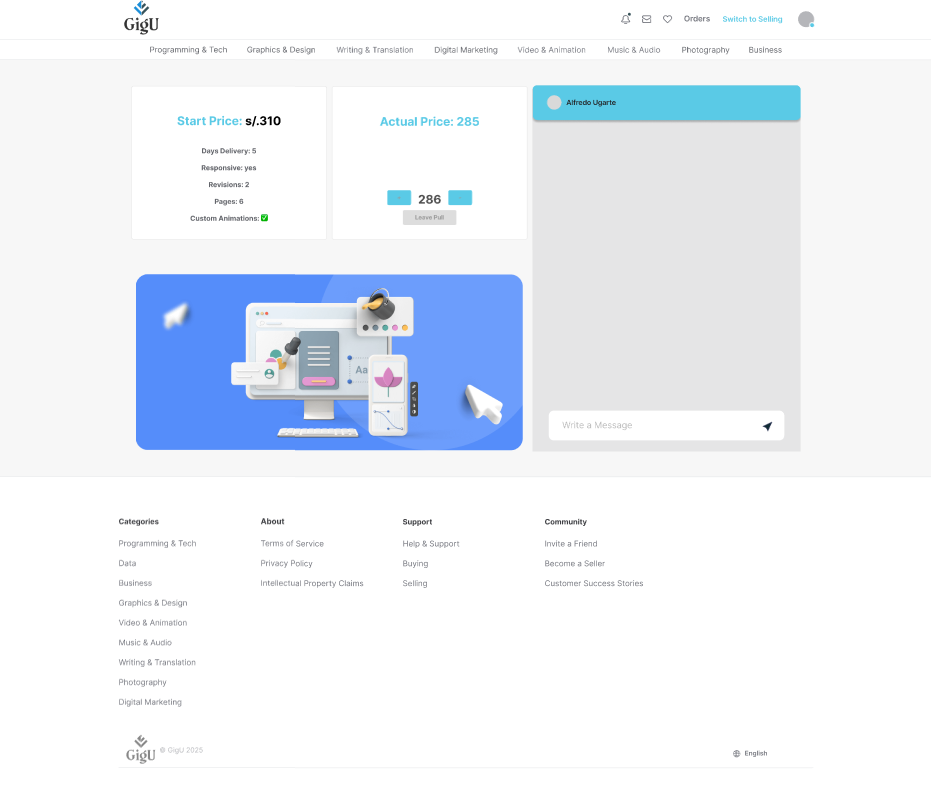 GigU
Orders
Switch to Selling
Programming & Tech
Graphics & Design
Writing & Translation
Digital Marketing
Video & Animation
Music & Audio
Photography
Business
Start Price: s/.310
Days Delivery: 5
Responsive: yes
Revisions: 2
Pages: 6
Custom Animations: ✅
Actual Price: 285
286
Leave Pull
Alfredo Ugarte
Aa
Write a Message
Categories
Programming & Tech
Data
Business
Graphics & Design
Video & Animation
Music & Audio
Writing & Translation
Photography
Digital Marketing
About
Terms of Service
Privacy Policy
Intellectual Property Claims
Support
Help & Support
Buying
Selling
Community
Invite a Friend
Become a Seller
Customer Success Stories
GigU
© GigU 2025
English